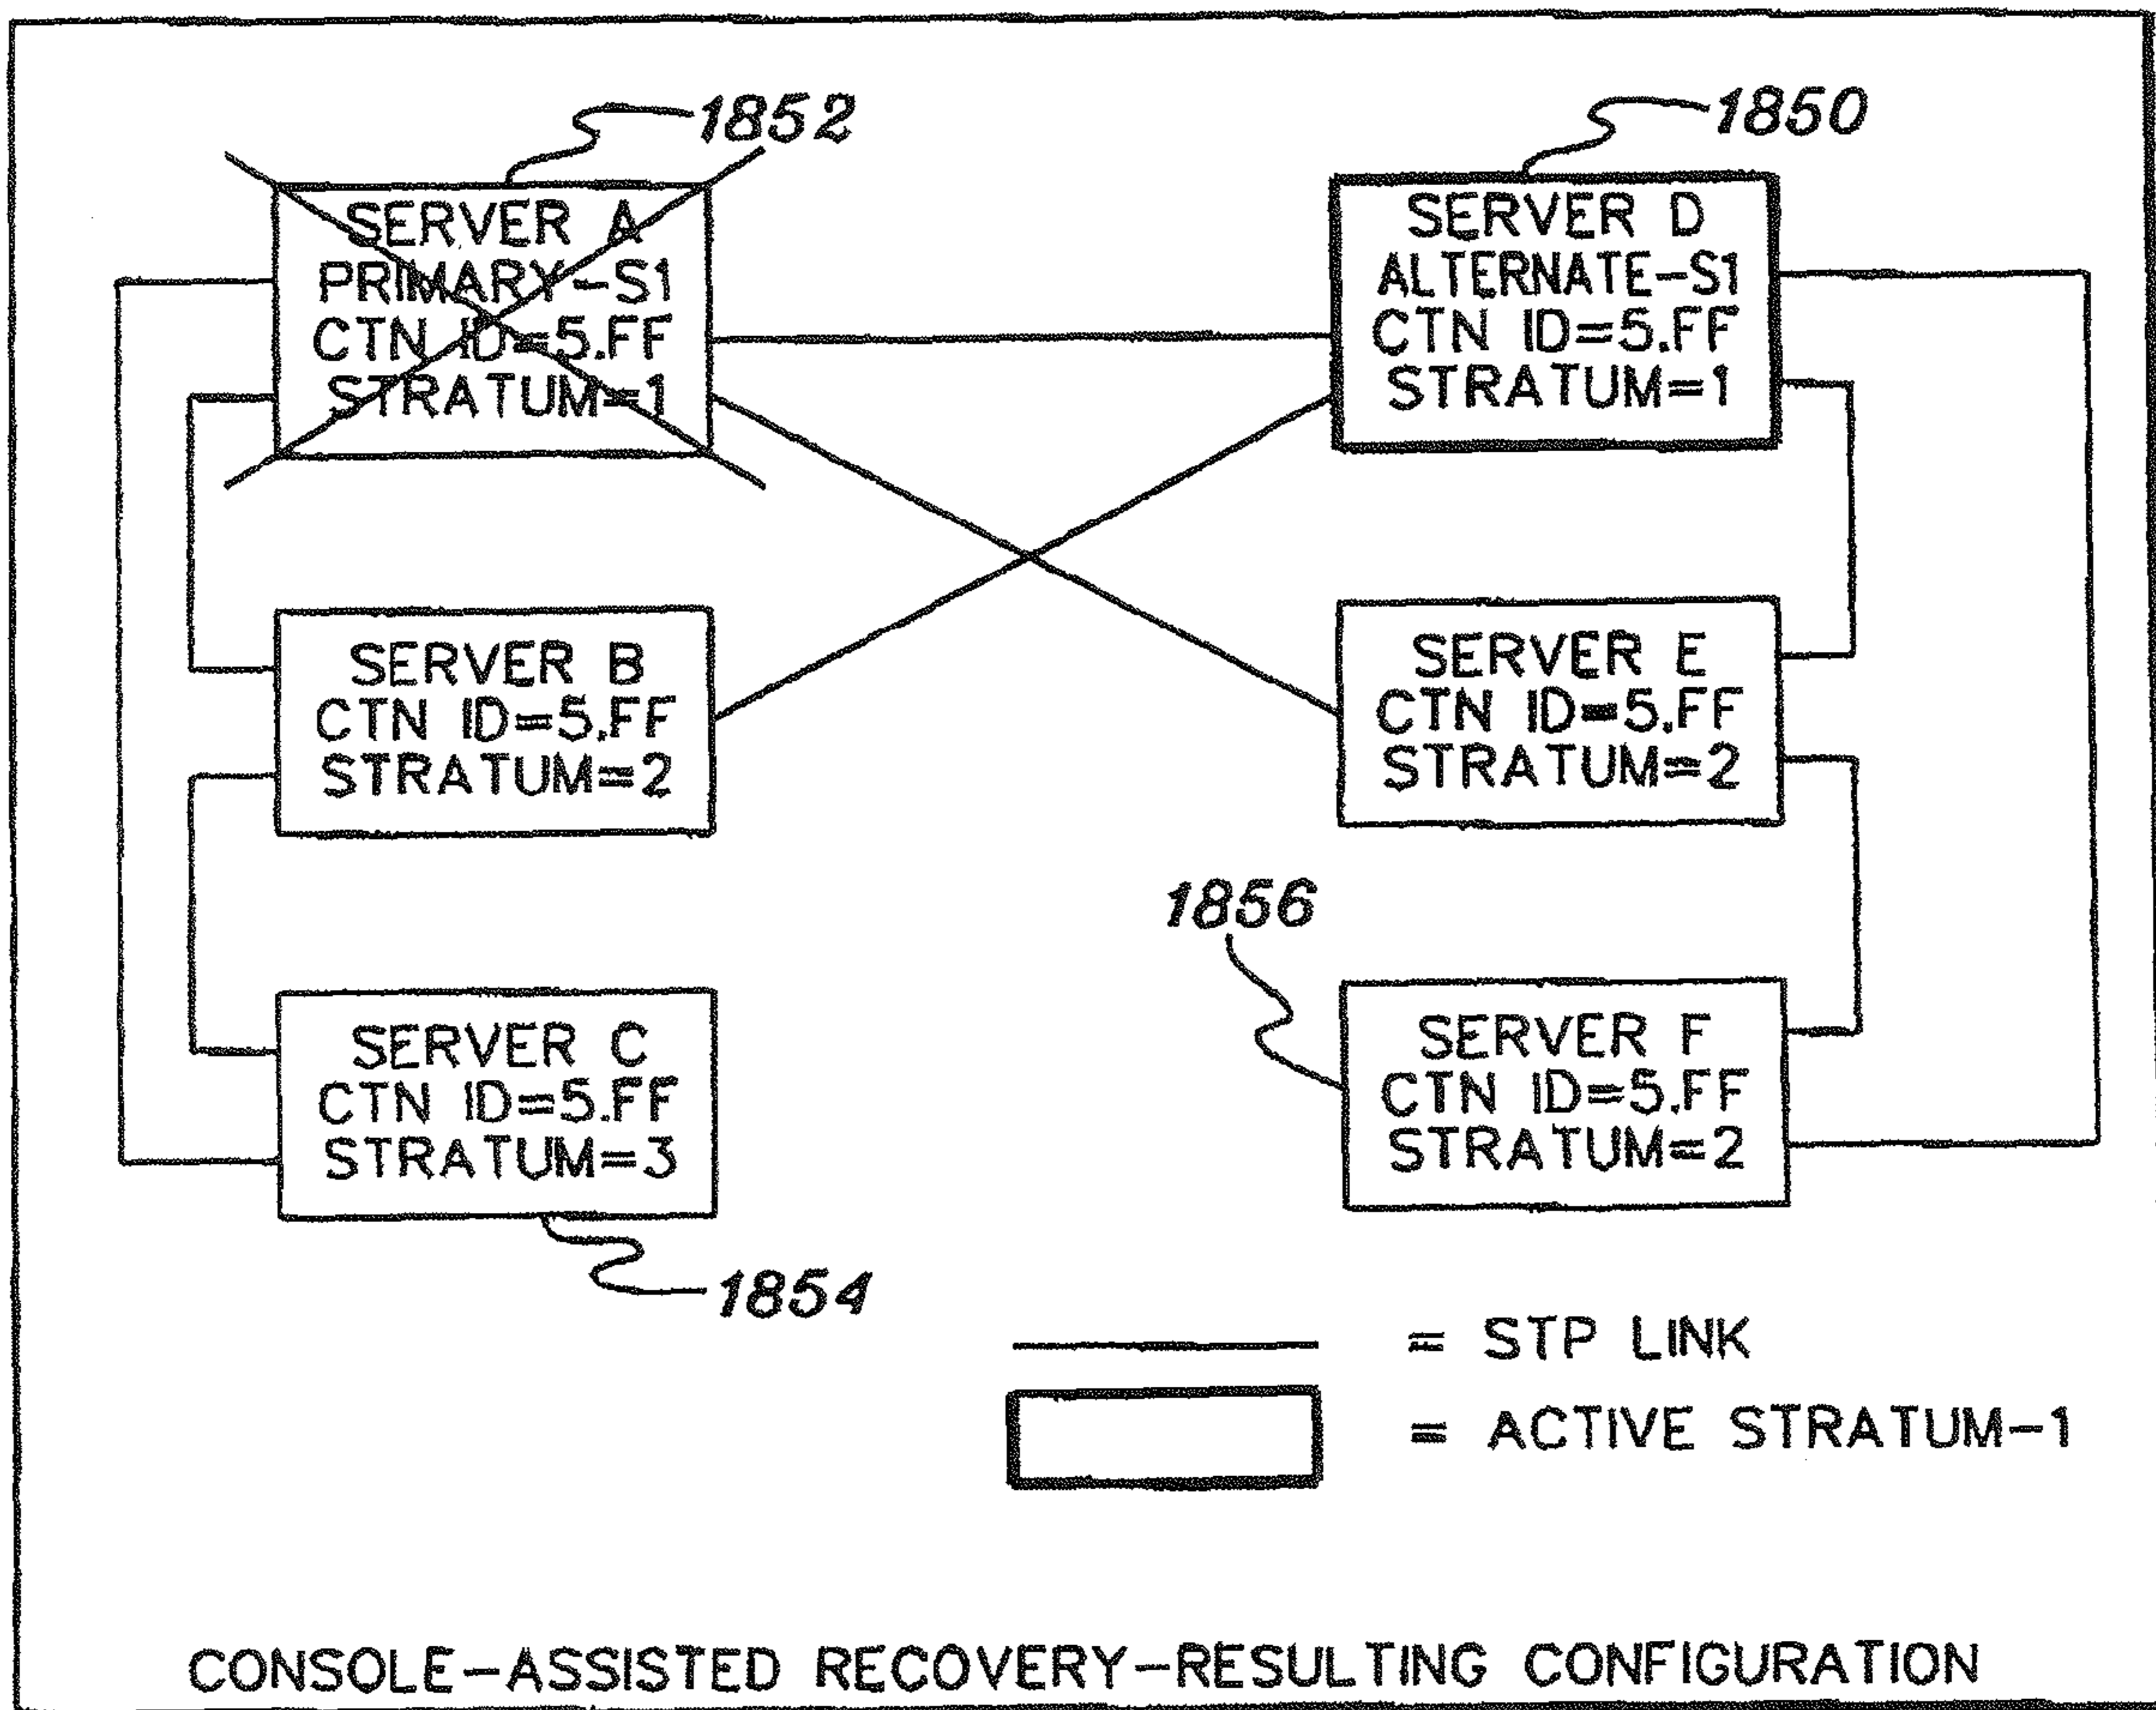 1852
SERVER A
PRIMARY-S1
CTN ID=5.FF
STRATUM=1
1850
SERVER D
ALTERNATE-S1
CTN ID=5.FF
STRATUM=1
SERVER B
CTN ID=5.FF
STRATUM=2
SERVER E
CTN ID=5.FF
STRATUM=2
SERVER C
CTN ID=5.FF
STRATUM=3
1854
1856
SERVER F
CTN ID=5.FF
STRATUM=2
= STP LINK
= ACTIVE STRATUM-1
CONSOLE-ASSISTED RECOVERY-RESULTING CONFIGURATION